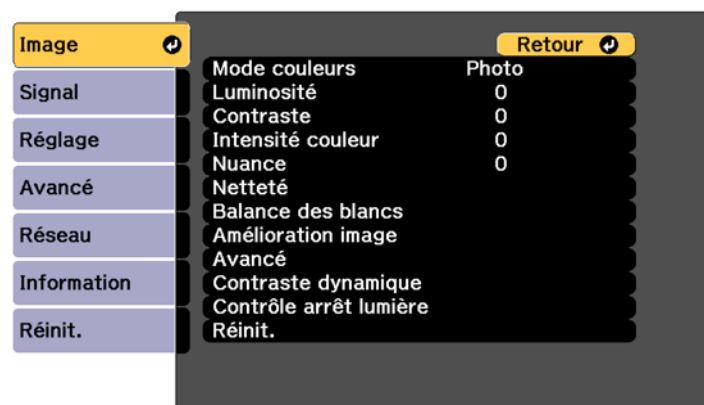 Image
Signal
Réglage
Avancé
Réseau
Information
Réinit.
Retour
Mode couleurs Photo
Luminosité 0
Contraste 0
Intensité couleur 0
Nuance 0
Netteté
Balance des blancs
Amélioration image
Avancé
Contraste dynamique
Contrôle arrêt lumière
Réinit.